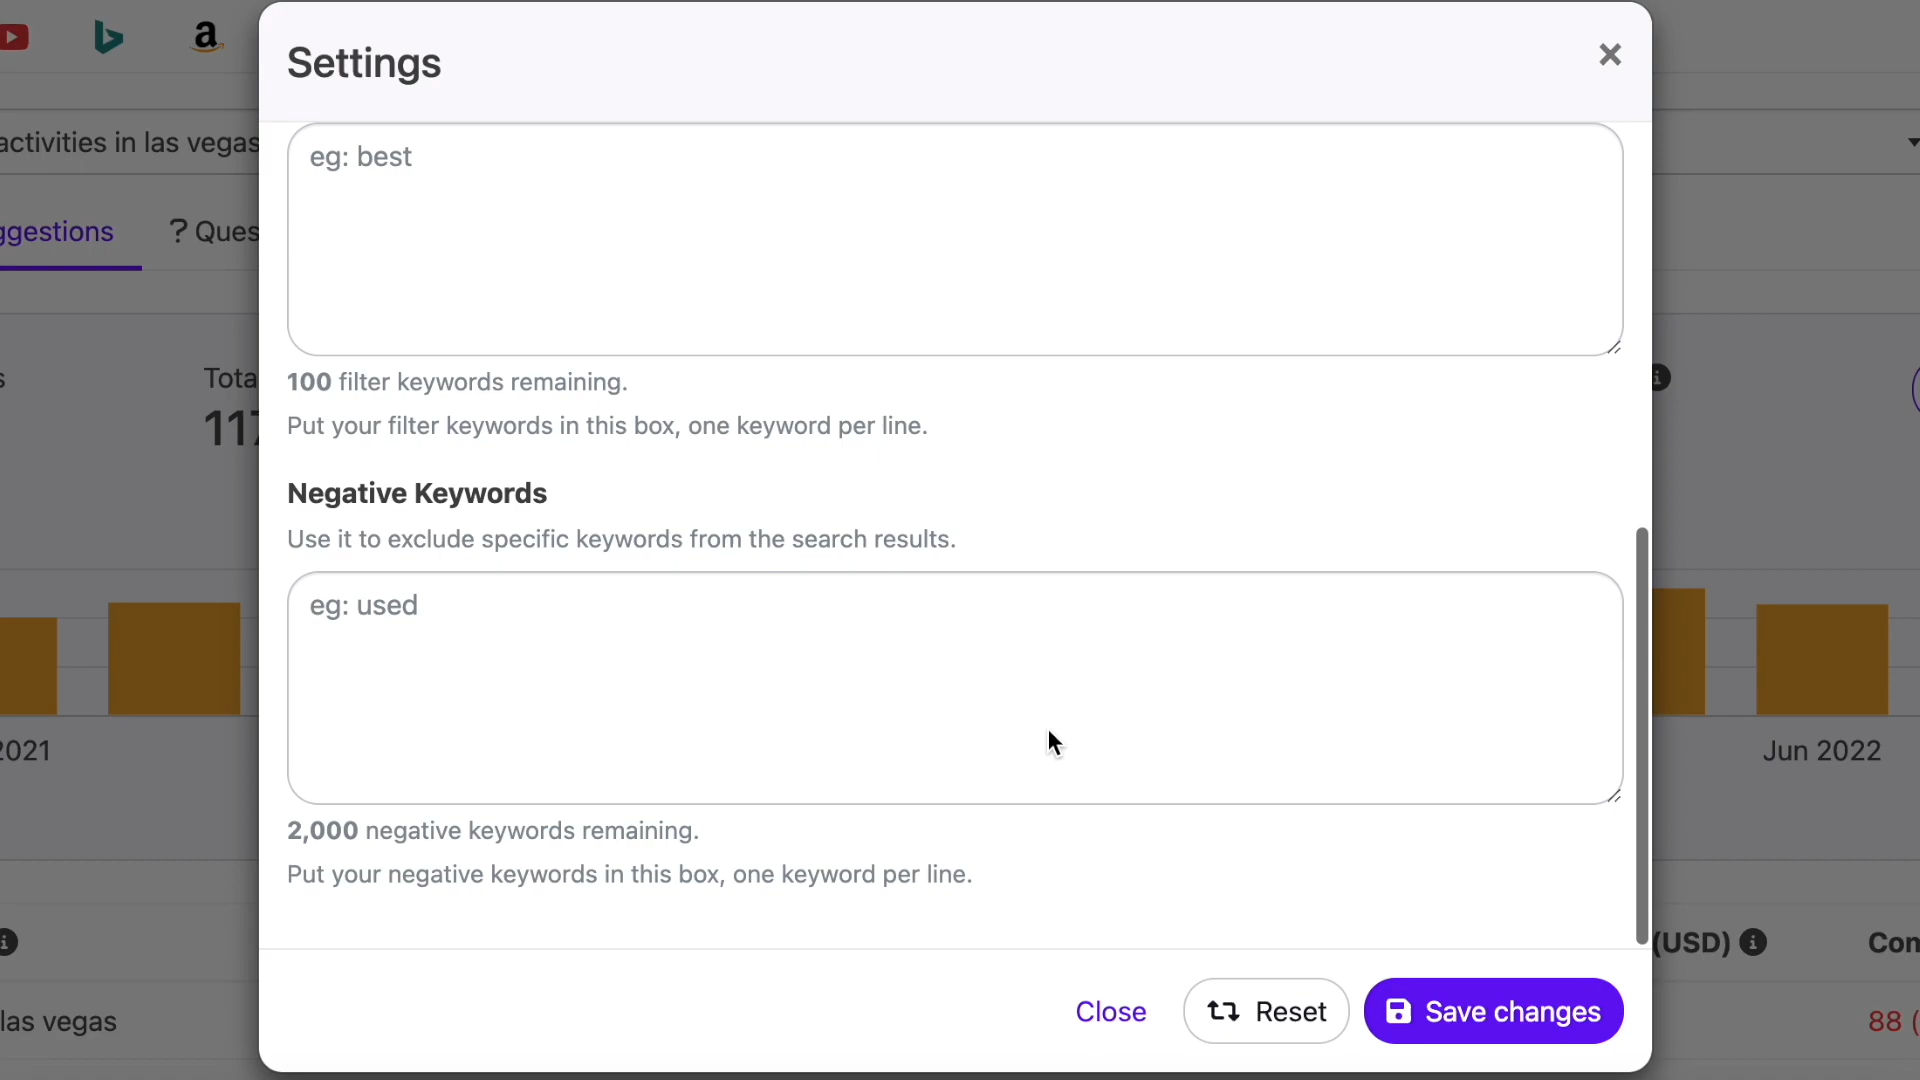 a
Settings
×
activities in las vegas
eg: best
ggestions
? Ques
Tota
117
100 filter keywords remaining.
Put your filter keywords in this box, one keyword per line.
Negative Keywords
Use it to exclude specific keywords from the search results.
eg: used
2021
Jun 2022
2,000 negative keywords remaining.
Put your negative keywords in this box, one keyword per line.
(USD)
Con
las vegas
88 (
Close
Reset
Save changes